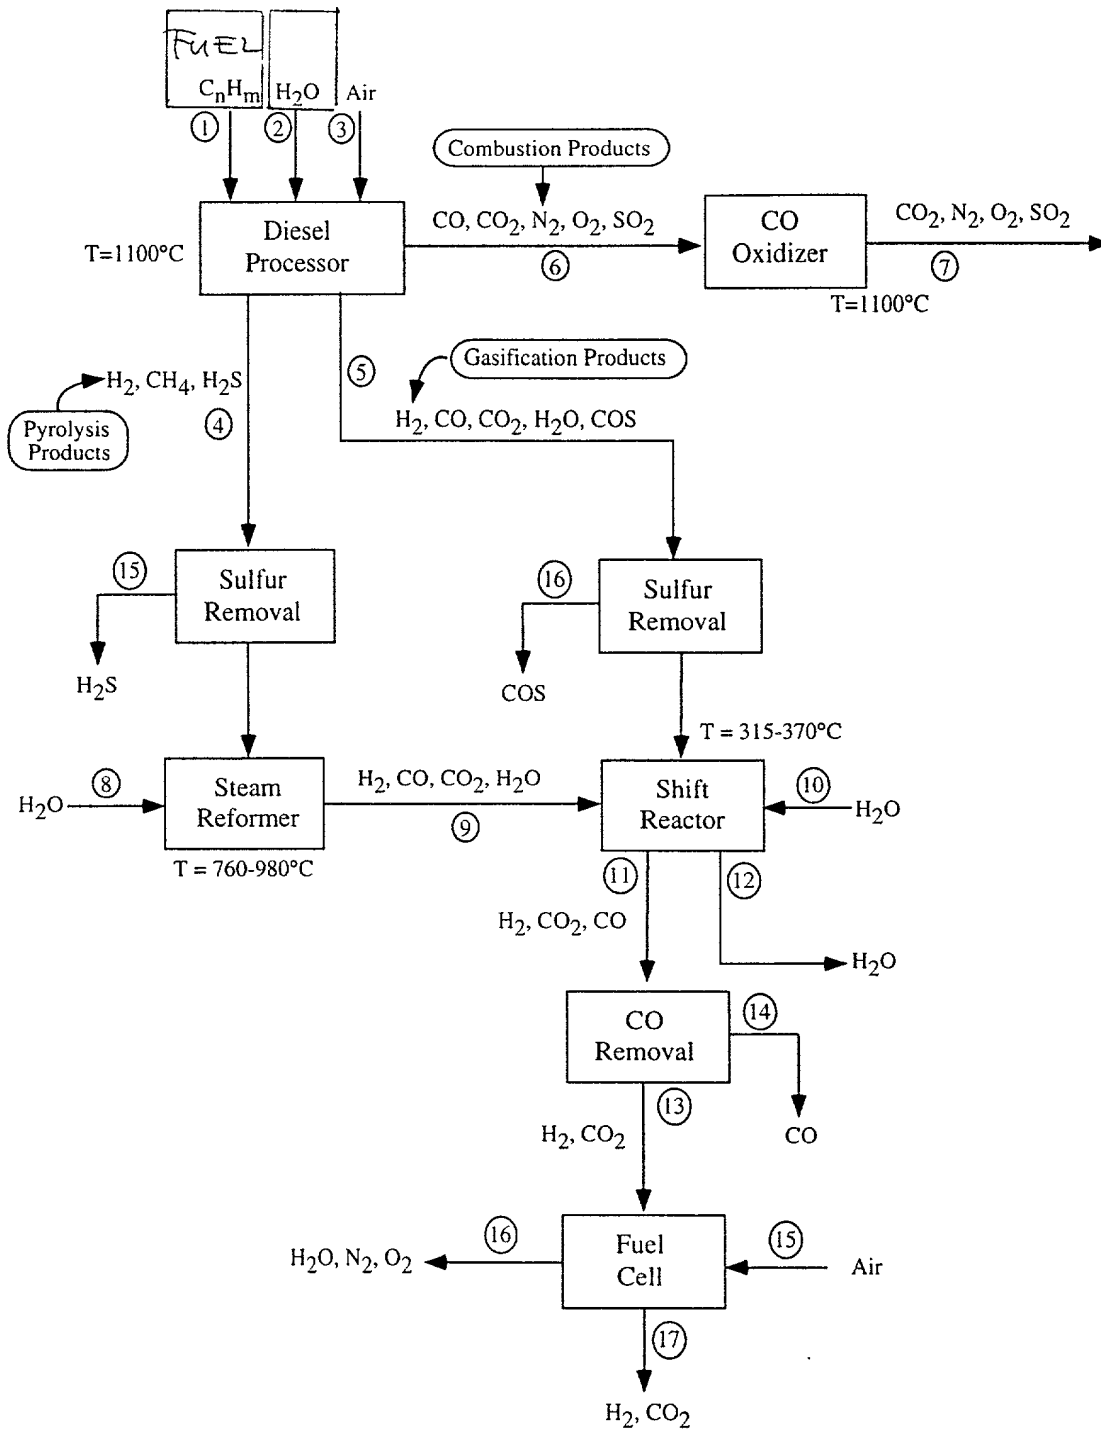 FUEL
CnHm
H2O
Air
1
2
3
Combustion Products
Diesel
Processor
T=1100°C
CO, CO2, N2, O2, SO2
6
CO
Oxidizer
CO2, N2, O2, SO2
7
T=1100°C
Gasification Products
5
H2, CH4, H2S
4
Pyrolysis
Products
H2, CO, CO2, H2O, COS
15
Sulfur
Removal
H2S
16
Sulfur
Removal
COS
T = 315-370°C
H2O
8
Steam
Reformer
T = 760-980°C
H2, CO, CO2, H2O
9
Shift
Reactor
10
H2O
11
12
H2, CO2, CO
H2O
CO
Removal
14
CO
13
H2, CO2
H2O, N2, O2
16
Fuel
Cell
15
Air
17
H2, CO2